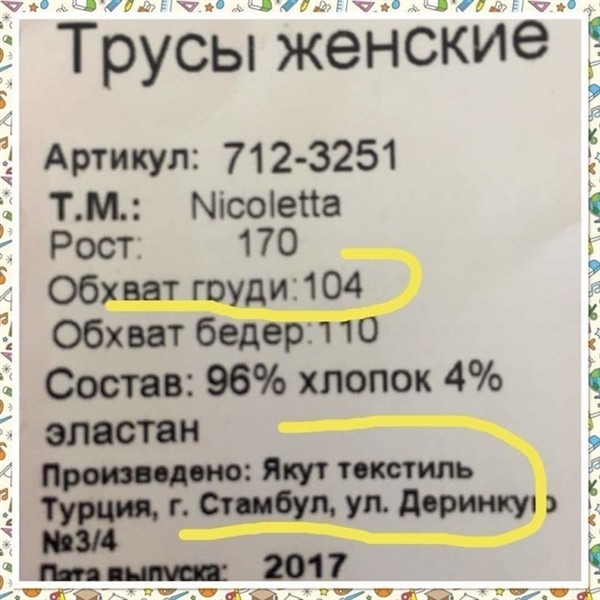 Трусы женские
Артикул: 712-3251
Т.М.: Nicoletta
Рост: 170
Обхват груди:104
Обхват бедер:110
Состав: 96% хлопок 4%
эластан
Произведено: Якут текстиль
Турция, г. Стамбул, ул. Деринкую
№3/4
Дата выпуска: 2017